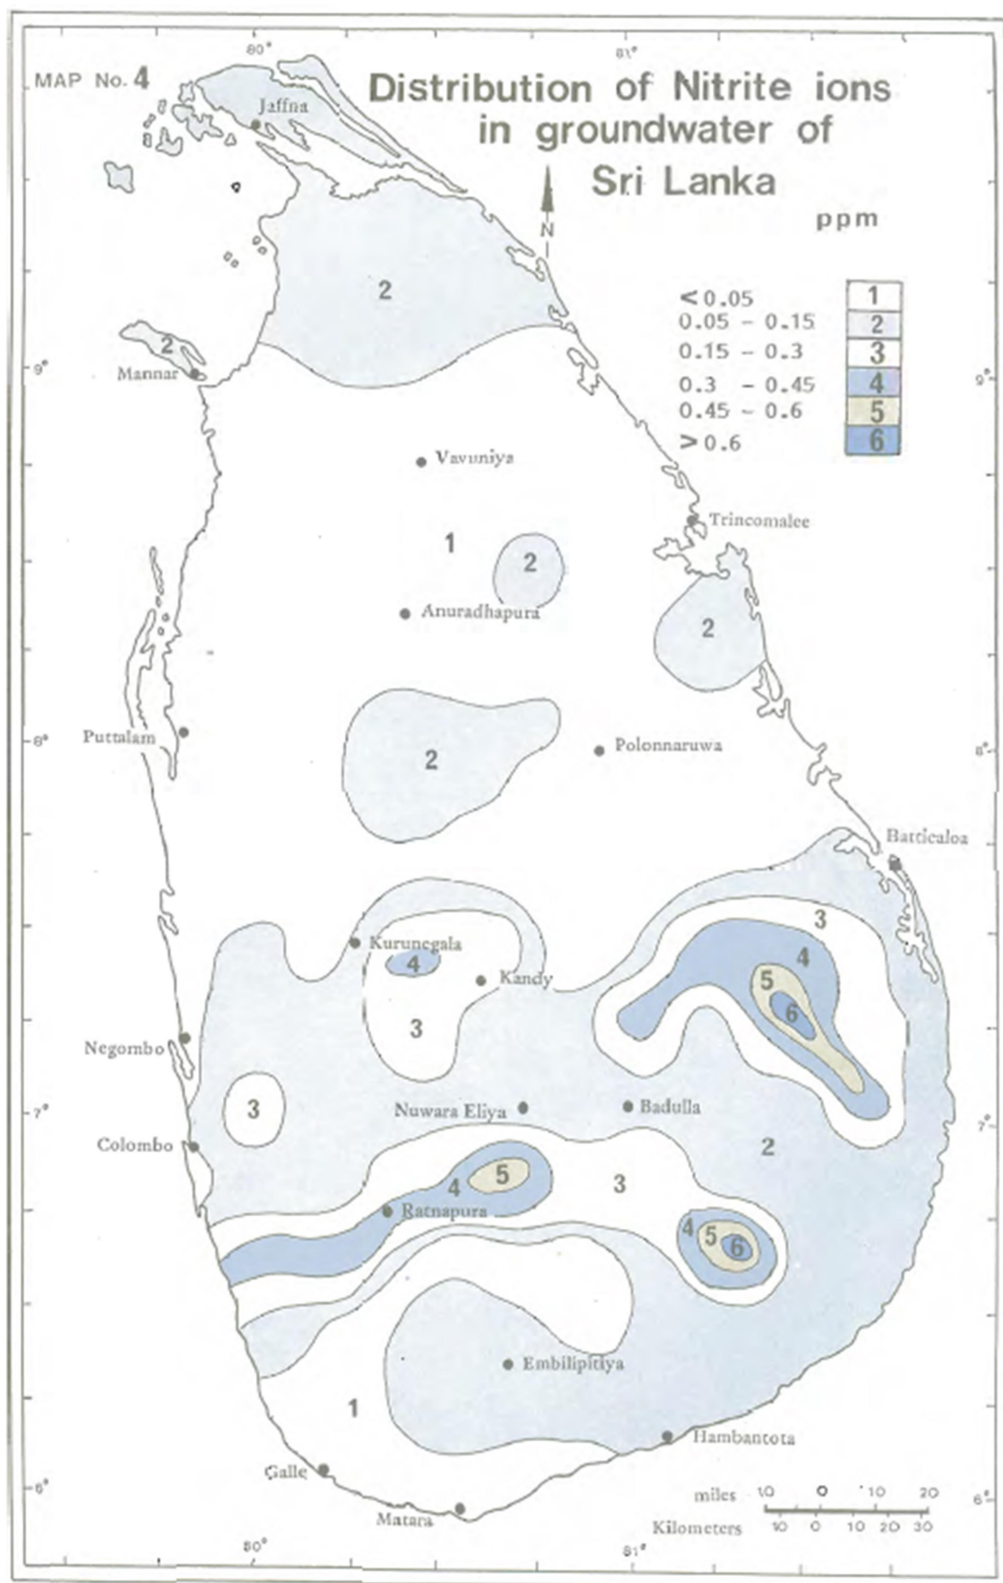 MAP No. 4
Distribution of Nitrite ions
in groundwater of
Sri Lanka
80°
81°
N
ppm
<0.05 1
0.05 - 0.15 2
0.15 - 0.3 3
0.3 - 0.45 4
0.45 - 0.6 5
>0.6 6
Jaffna
2
2
Mannar
9°
9°
Vavuniya
Trincomalee
1
2
Anuradhapura
2
Puttalam
2
Polonnaruwa
8°
8°
Batticaloa
3
Kurunegala
4
4
Kandy
5
6
3
Negombo
3
Nuwara Eliya
Badulla
7°
7°
Colombo
2
5
4
3
Ratnapura
4
5
6
Embilipitiya
1
Hambantota
Galle
Matara
6°
6°
miles 10 0 10 20
Kilometers 10 0 10 20 30
80°
81°